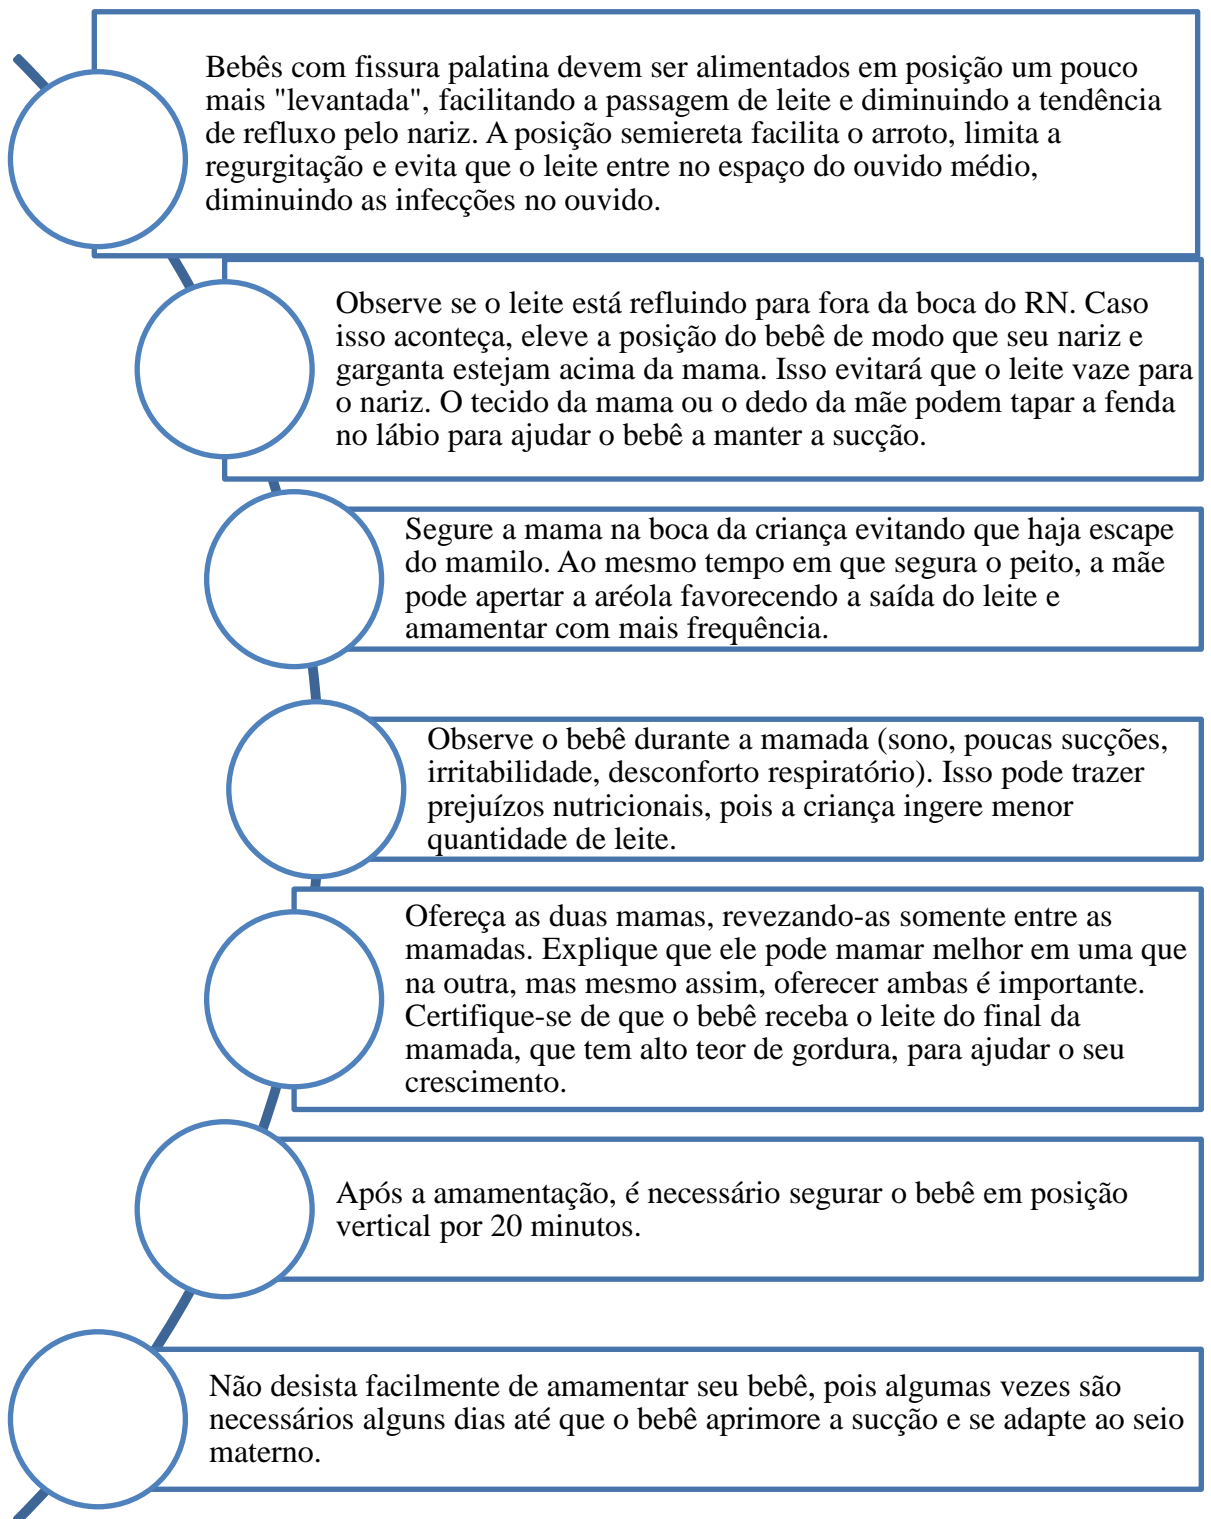 Bebês com fissura palatina devem ser alimentados em posição um pouco
mais "levantada", facilitando a passagem de leite e diminuindo a tendência
de refluxo pelo nariz. A posição semiereta facilita o arroto, limita a
regurgitação e evita que o leite entre no espaço do ouvido médio,
diminuindo as infecções no ouvido.
Observe se o leite está refluindo para fora da boca do RN. Caso
isso aconteça, eleve a posição do bebê de modo que seu nariz e
garganta estejam acima da mama. Isso evitará que o leite vaze para
o nariz. O tecido da mama ou o dedo da mãe podem tapar a fenda
no lábio para ajudar o bebê a manter a sucção.
Segure a mama na boca da criança evitando que haja escape
do mamilo. Ao mesmo tempo em que segura o peito, a mãe
pode apertar a aréola favorecendo a saída do leite e
amamentar com mais frequência.
Observe o bebê durante a mamada (sono, poucas sucções,
irritabilidade, desconforto respiratório). Isso pode trazer
prejuízos nutricionais, pois a criança ingere menor
quantidade de leite.
Ofereça as duas mamas, revezando-as somente entre as
mamadas. Explique que ele pode mamar melhor em uma que
na outra, mas mesmo assim, oferecer ambas é importante.
Certifique-se de que o bebê receba o leite do final da
mamada, que tem alto teor de gordura, para ajudar o seu
crescimento.
Após a amamentação, é necessário segurar o bebê em posição
vertical por 20 minutos.
Não desista facilmente de amamentar seu bebê, pois algumas vezes são
necessários alguns dias até que o bebê aprimore a sucção e se adapte ao seio
materno.